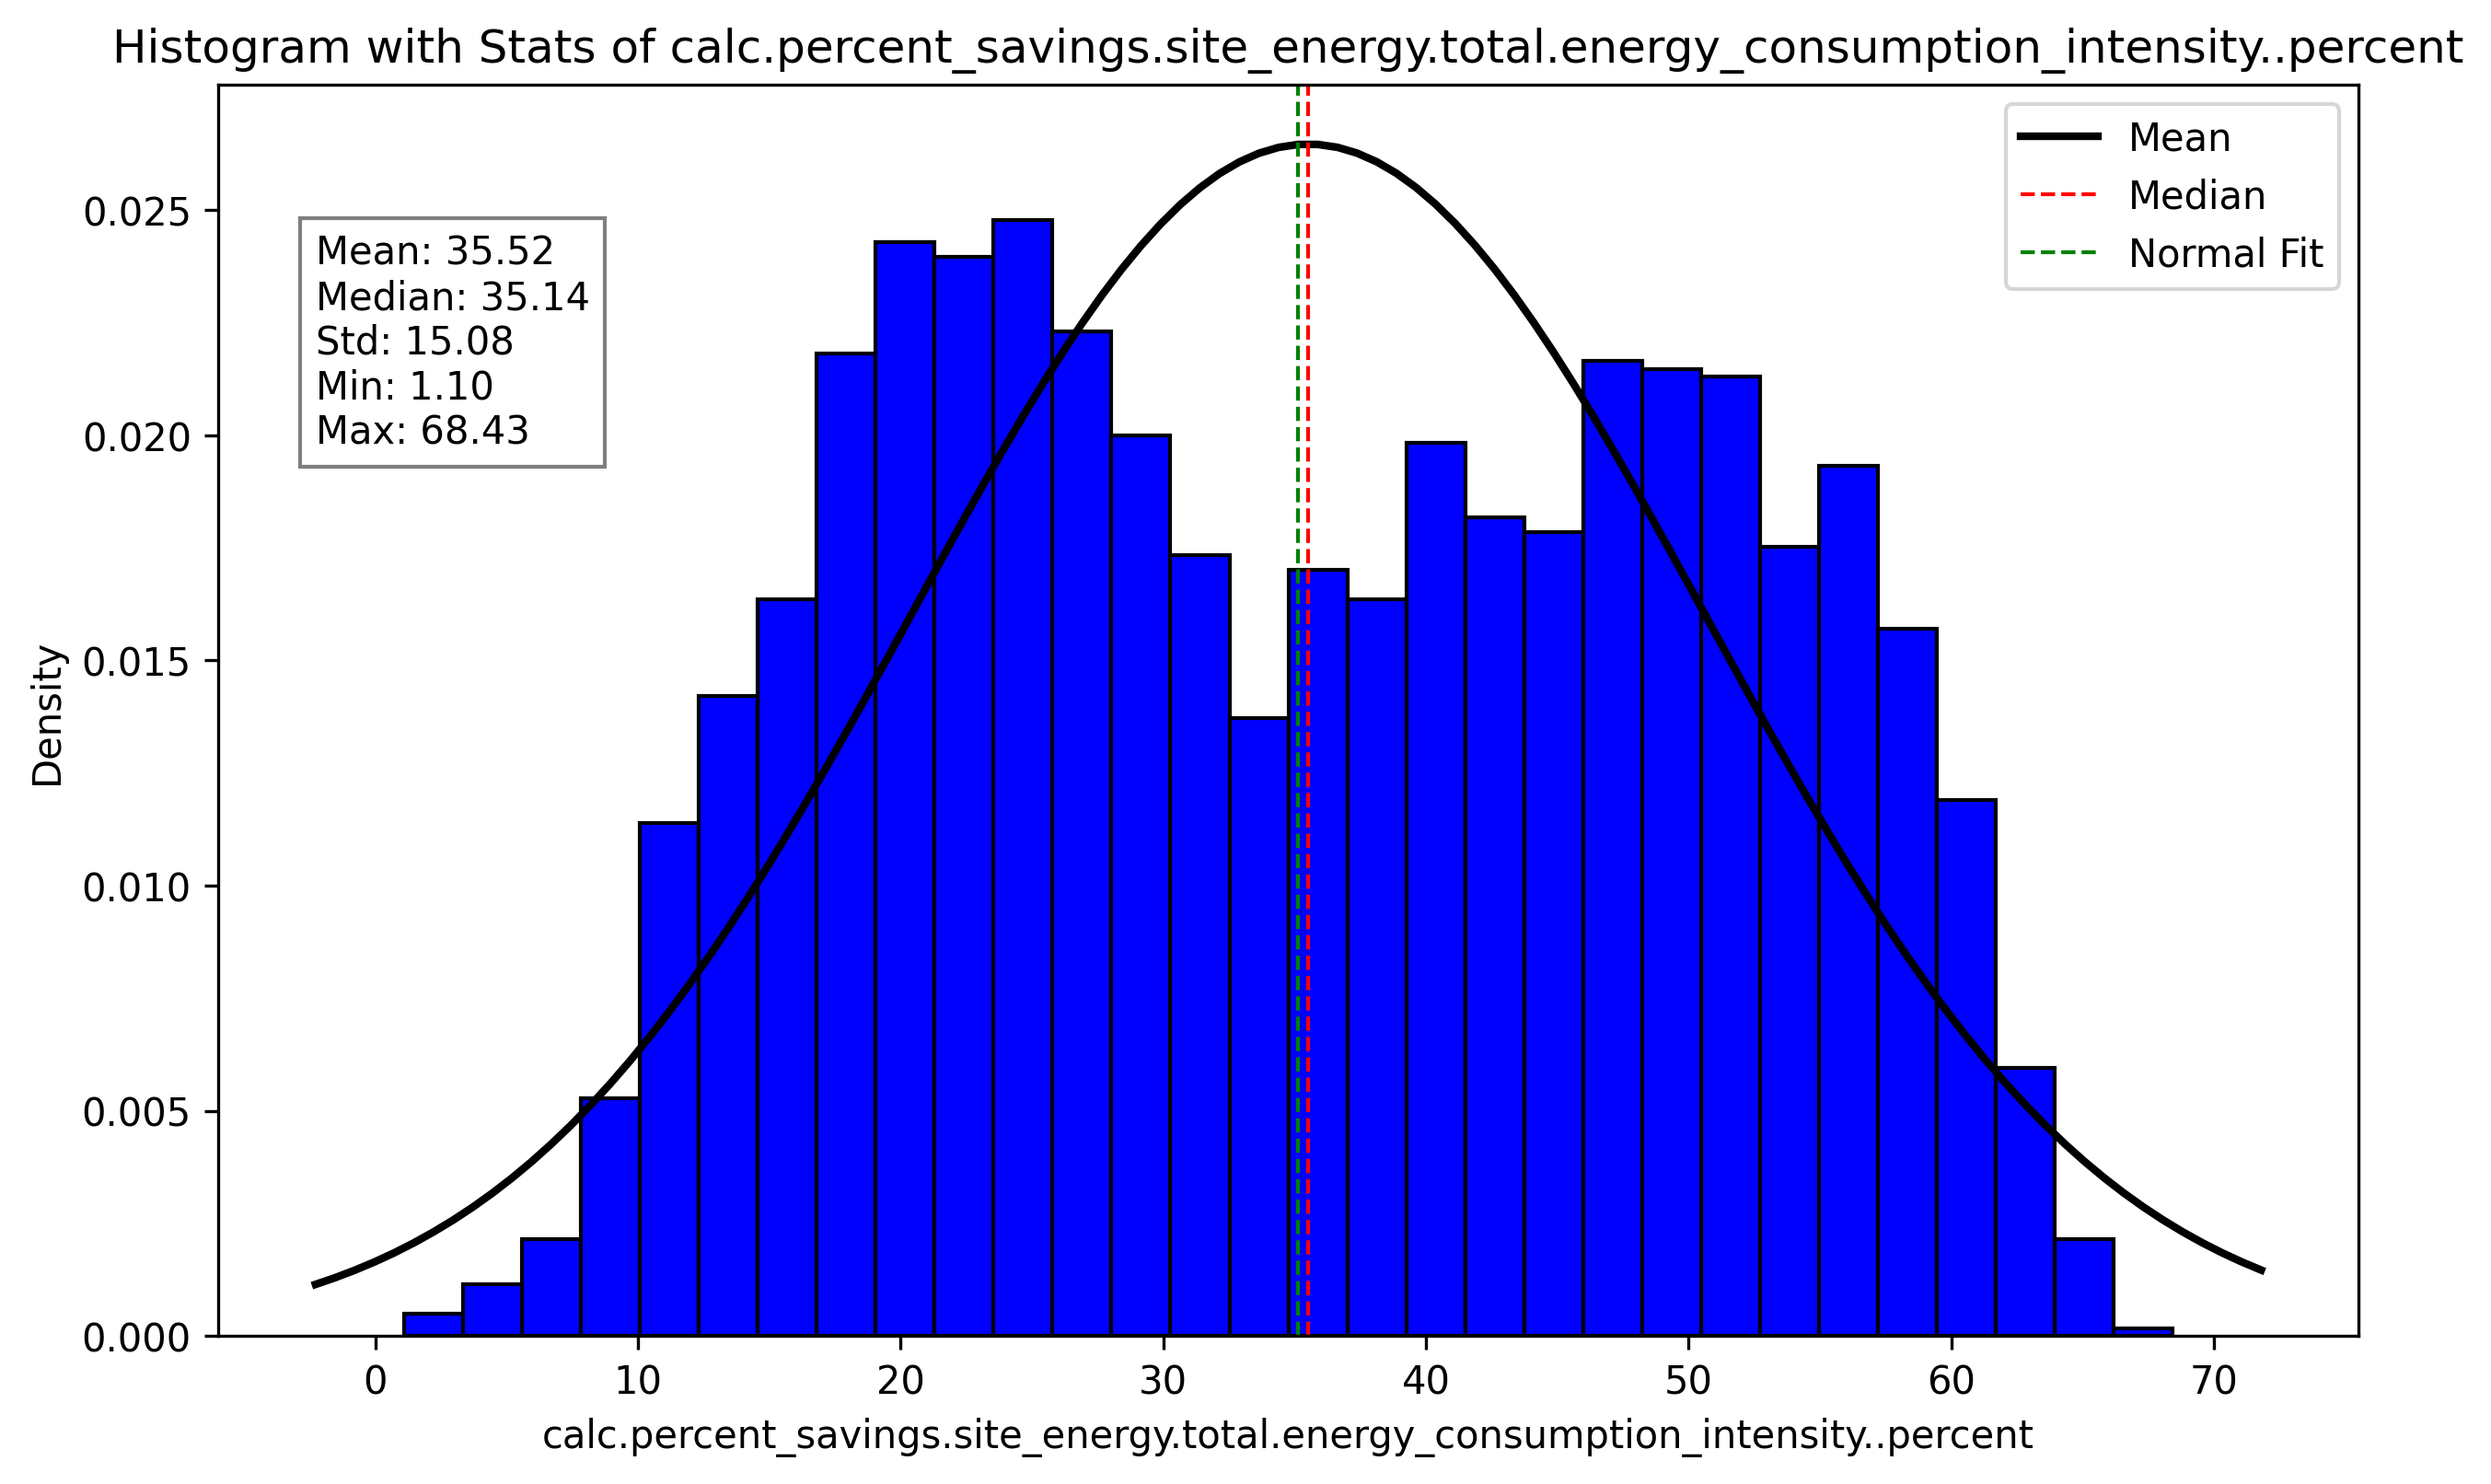 Histogram with Stats of calc.percent_savings.site_energy.total.energy_consumption_intensity..percent
Mean
Median
Normal Fit
Mean: 35.52
Median: 35.14
Std: 15.08
Min: 1.10
Max: 68.43
Density
0.025
0.020
0.015
0.010
0.005
0.000
0 10 20 30 40 50 60 70
calc.percent_savings.site_energy.total.energy_consumption_intensity..percent